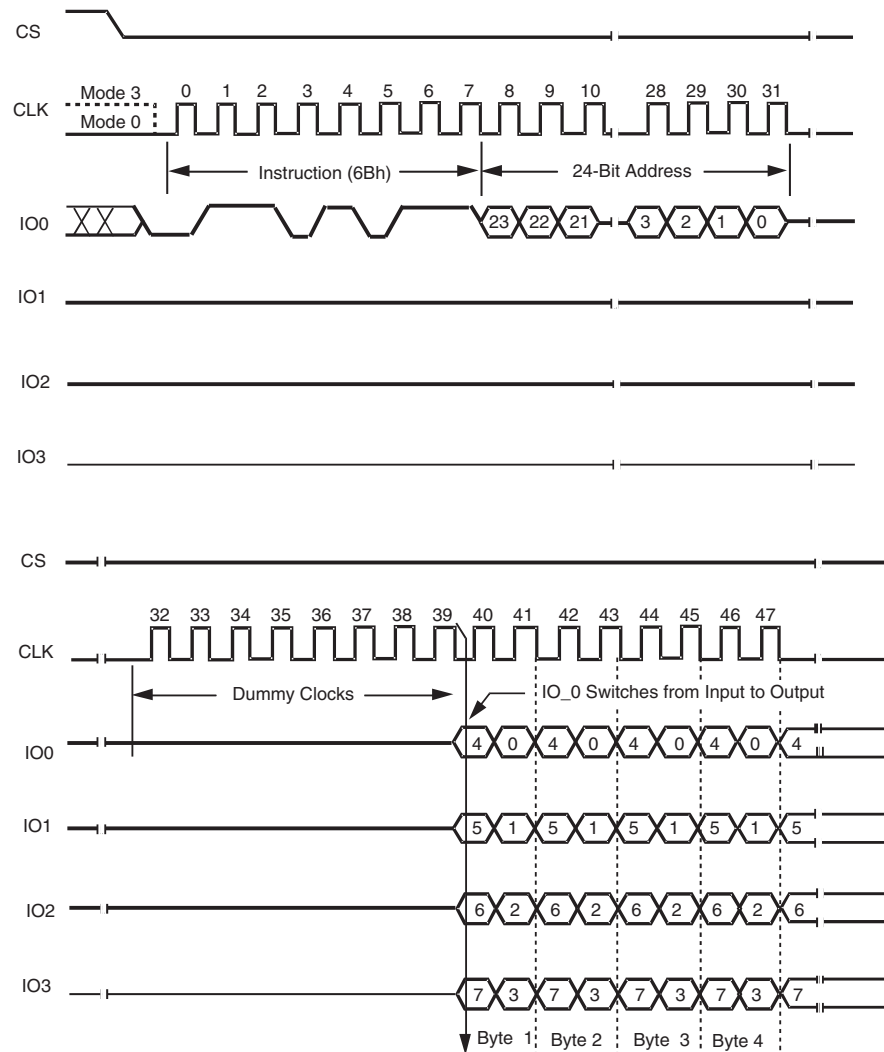 CS
Mode 3
0 1 2 3 4 5 6 7 8 9 10 28 29 30 31
CLK
Mode 0
Instruction (6Bh)
24-Bit Address
IO0
23 22 21 3 2 1 0
IO1
IO2
IO3
CS
32 33 34 35 36 37 38 39 40 41 42 43 44 45 46 47
CLK
Dummy Clocks
IO_0 Switches from Input to Output
IO0
4 0 4 0 4 0 4 0 4
IO1
5 1 5 1 5 1 5 1 5
IO2
6 2 6 2 6 2 6 2 6
IO3
7 3 7 3 7 3 7 3 7
Byte 1 Byte 2 Byte 3 Byte 4